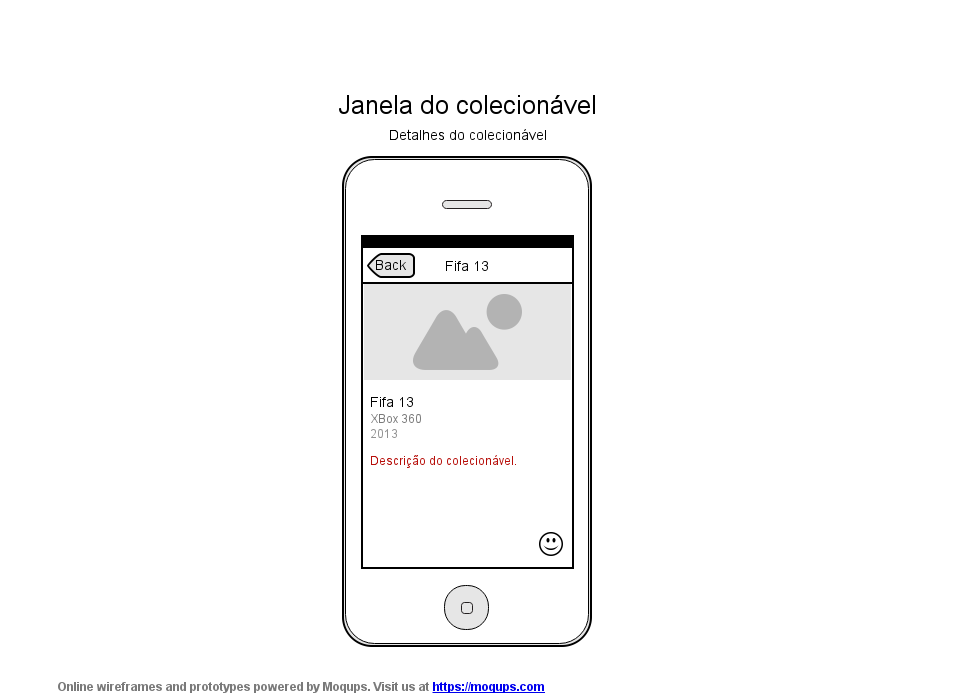 Janela do colecionável
Detalhes do colecionável
Back
Fifa 13
Fifa 13
XBox 360
2013
Descrição do colecionável.
Online wireframes and prototypes powered by Moqups. Visit us at https://moqups.com